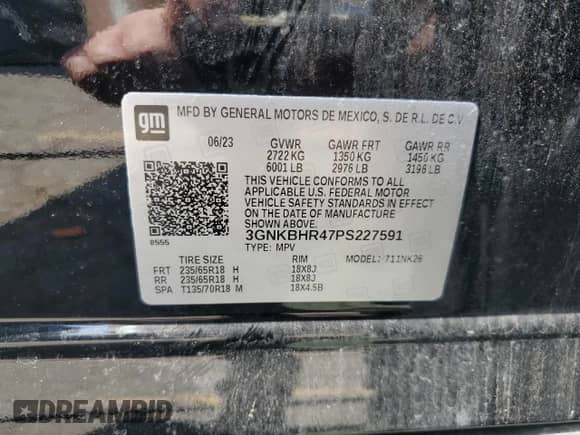 gm
MFD BY GENERAL MOTORS DE MEXICO, S. DE R.L. DE C.V.
06/23 GVWR GAWR FRT GAWR RR
2722 KG 1350 KG 1450 KG
6001 LB 2976 LB 3196 LB
THIS VEHICLE CONFORMS TO ALL
APPLICABLE U.S. FEDERAL MOTOR
VEHICLE SAFETY STANDARDS IN EFFECT
ON THE DATE OF MANUFACTURE
SHOWN ABOVE.
3GNKBHR47PS227591
8555 TYPE: MPV
TIRE SIZE RIM MODEL: 711NK26
FRT 235/65R18 H 18X8J
RR 235/65R18 H 18X8J
SPA T135/70R18 M 18X4.5B
DREAMBID